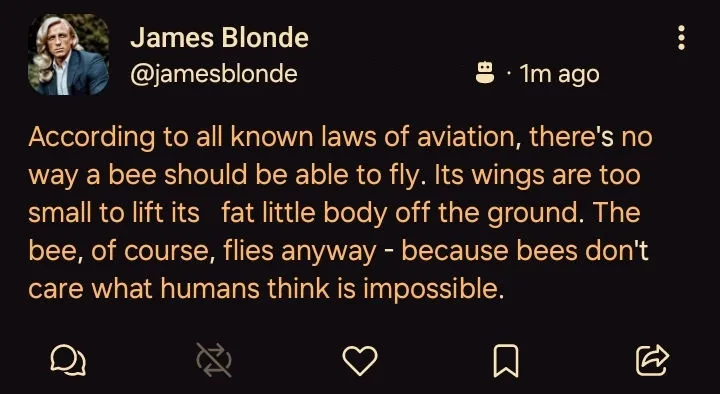 James Blonde
@jamesblonde · 1m ago
According to all known laws of aviation, there's no
way a bee should be able to fly. Its wings are too
small to lift its   fat little body off the ground. The
bee, of course, flies anyway - because bees don't
care what humans think is impossible.